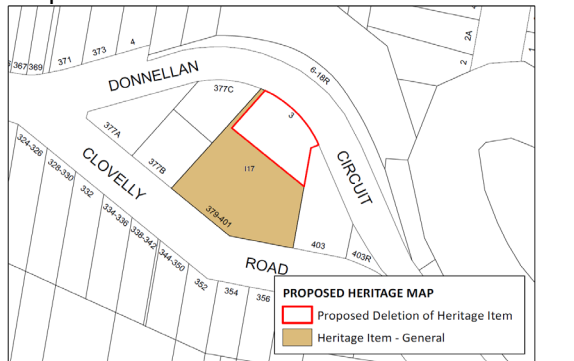 367
369
371
373
4
2A
2
1
DONNELLAN
6-18R
377C
3
377A
377B
I17
CIRCUIT
324-326
328-330
332
334-336
338-342
344-350
CLOVELLY
379-401
ROAD
403
403R
352
354
356
PROPOSED HERITAGE MAP
Proposed Deletion of Heritage Item
Heritage Item - General